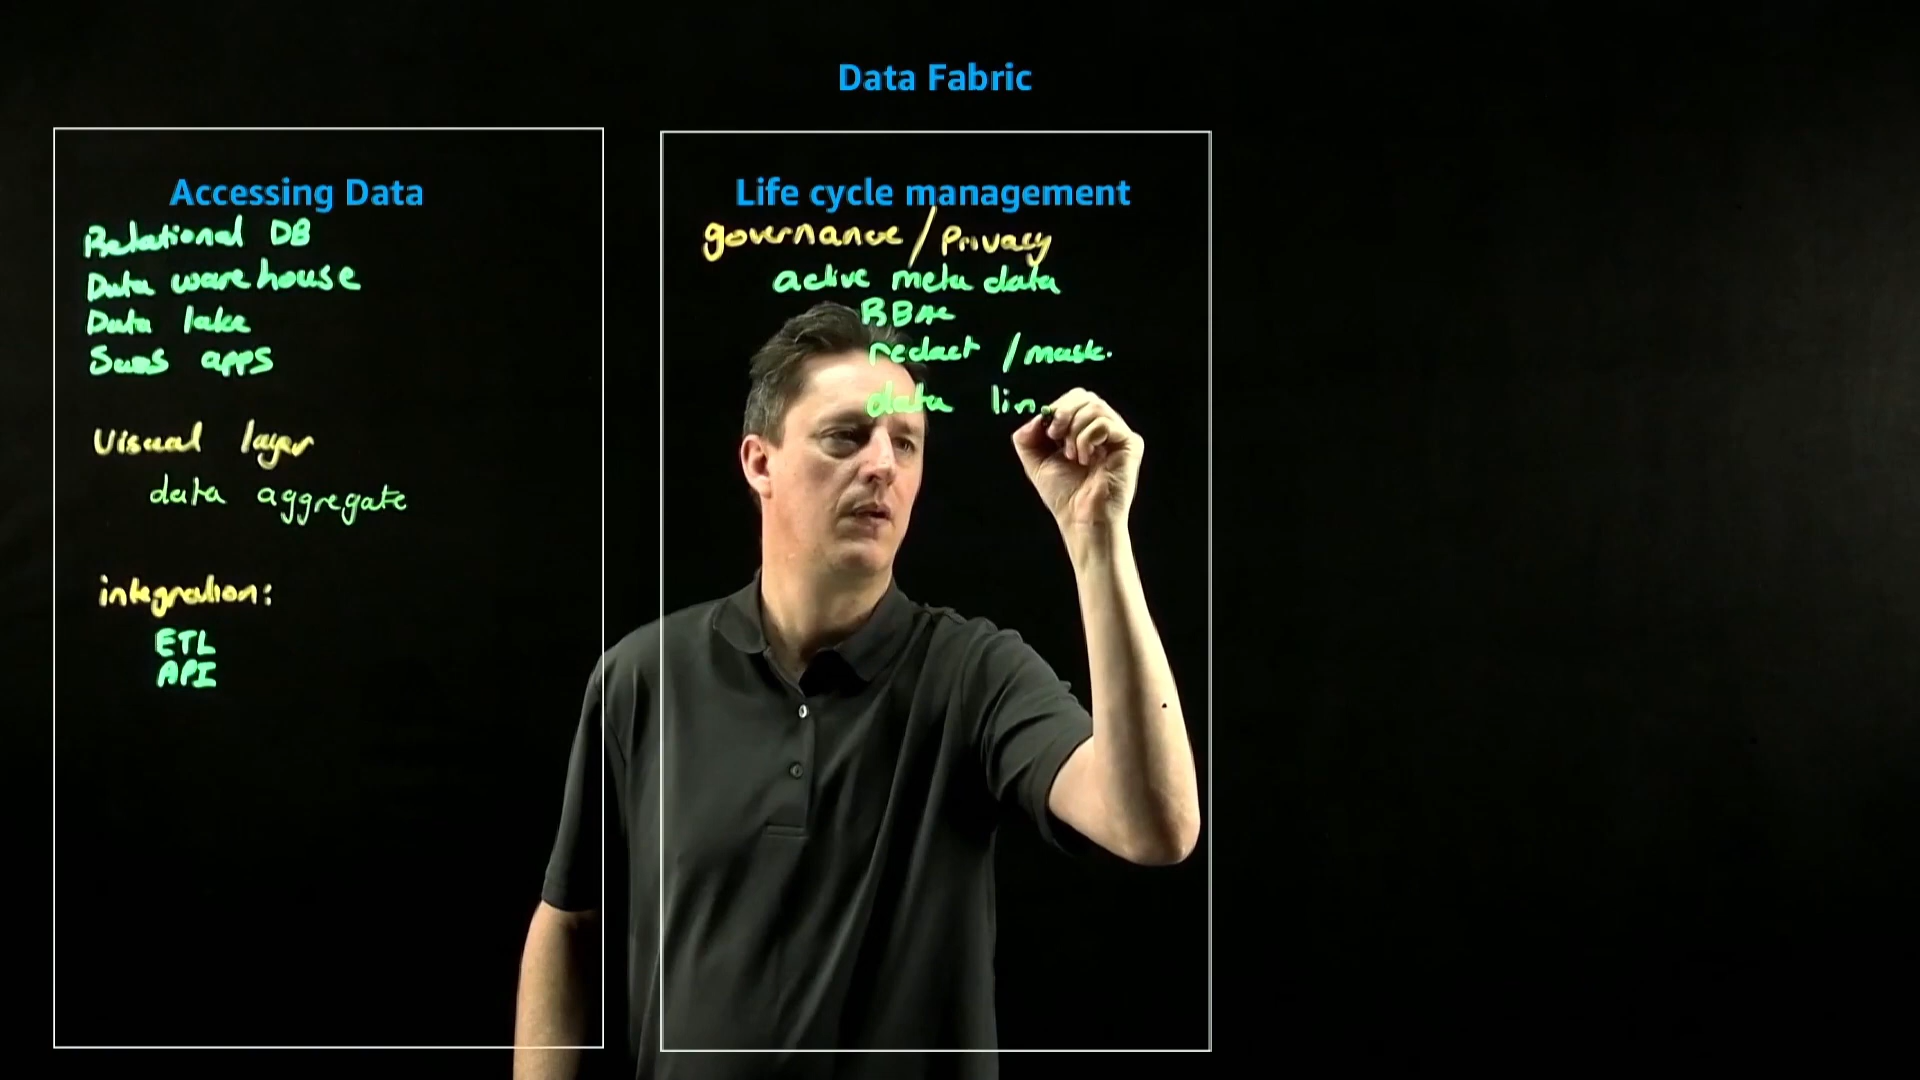 Data Fabric
Accessing Data
Relational DB
Data warehouse
Data lake
SaaS apps
Visual layer
data aggregate
integration:
ETL
API
Life cycle management
governance / privacy
active meta data
RBAC
redact / mask.
data lin